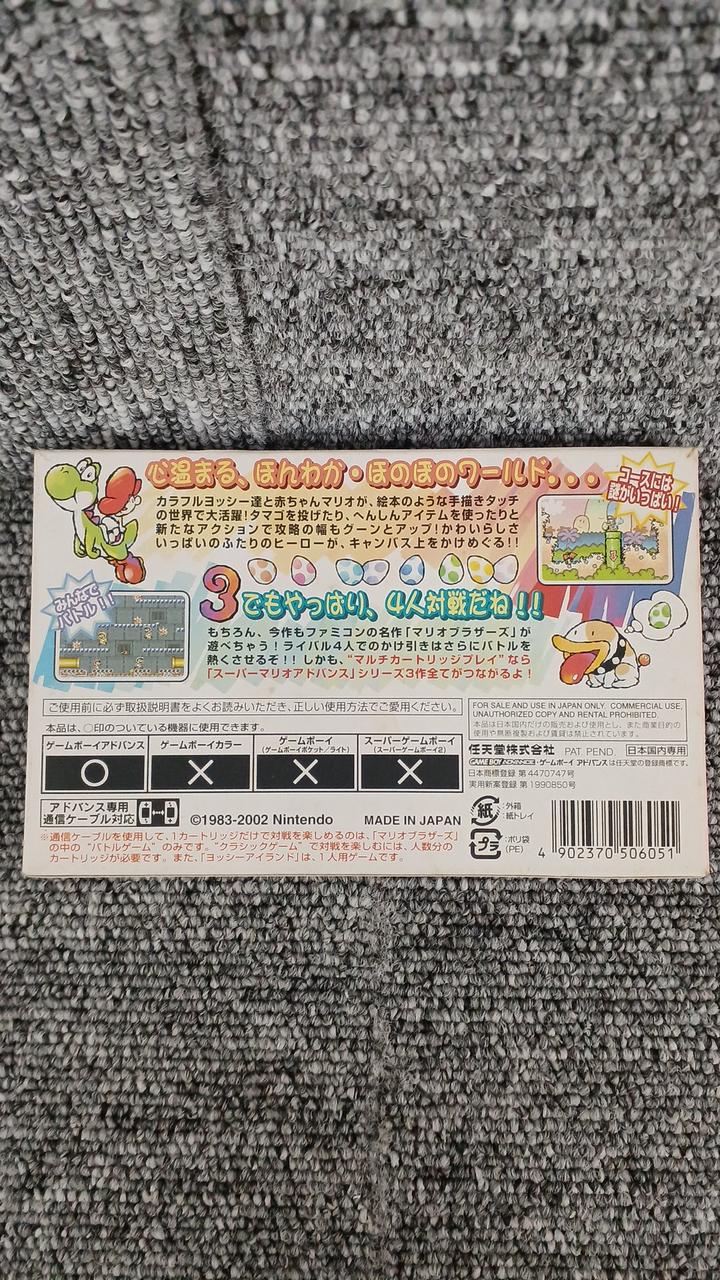 心温まる、ほんわか・ほのぼのワールド...
コースには
謎がいっぱい!
カラフルヨッシー達と赤ちゃんマリオが、絵本のような手描きタッチ
の世界で大活躍!タマゴを投げたり、へんしんアイテムを使ったりと
新たなアクションで攻略の幅もグーンとアップ!かわいらしさ
いっぱいのふたりのヒーローが、キャンバス上をかけめぐる!!
みんなで
バトル!!
3でもやっぱり、4人対戦だね!!
もちろん、今作もファミコンの名作「マリオブラザーズ」が
遊べちゃう!ライバル4人でのかけ引きはさらにバトルを
熱くさせるぞ!!しかも、“マルチカートリッジプレイ”なら
「スーパーマリオアドバンス」シリーズ3作全てがつながるよ!
ご使用前に必ず取扱説明書をよくお読みいただき、正しい使用方法でご愛用ください。
本品は、○印のついている機器に使用できます。
ゲームボーイアドバンス
ゲームボーイカラー
ゲームボーイ
(ゲームボーイポケット/ライト)
スーパーゲームボーイ
(スーパーゲームボーイ2)
○ × × ×
アドバンス専用
通信ケーブル対応
©1983-2002 Nintendo
MADE IN JAPAN
※通信ケーブルを使用して、1カートリッジだけで対戦を楽しめるのは、「マリオブラザーズ」
の中の“バトルゲーム”のみです。“クラシックゲーム”で対戦を楽しむには、人数分の
カートリッジが必要です。また、「ヨッシーアイランド」は、1人用ゲームです。
FOR SALE AND USE IN JAPAN ONLY. COMMERCIAL USE,
UNAUTHORIZED COPY AND RENTAL PROHIBITED.
本品は日本国内だけの販売および使用とし、また商業目的の
使用や無断複製および賃貸は禁止します。
任天堂株式会社 PAT. PEND. 日本国内専用
GAME BOY ADVANCE・ゲームボーイ アドバンスは任天堂の登録商標です。
日本商標登録 第4470747号
実用新案登録 第1990850号
紙
:外箱
:紙トレイ
プラ
:ポリ袋
(PE)
4 902370 506051